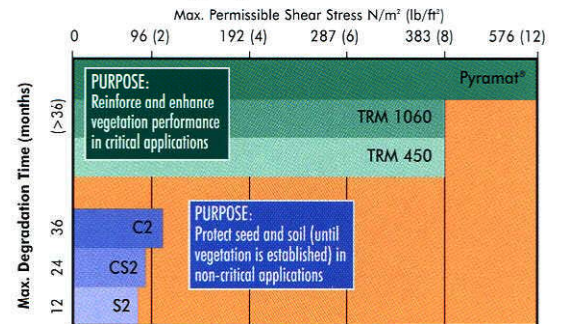 Max. Permissible Shear Stress N/m² (lb/ft²)
0 96 (2) 192 (4) 287 (6) 383 (8) 576 (12)
Max. Degradation Time (months)
(>36)
36
24
12
PURPOSE:
Reinforce and enhance
vegetation performance
in critical applications
Pyramat®
TRM 1060
TRM 450
C2
CS2
S2
PURPOSE:
Protect seed and soil (until
vegetation is established) in
non-critical applications